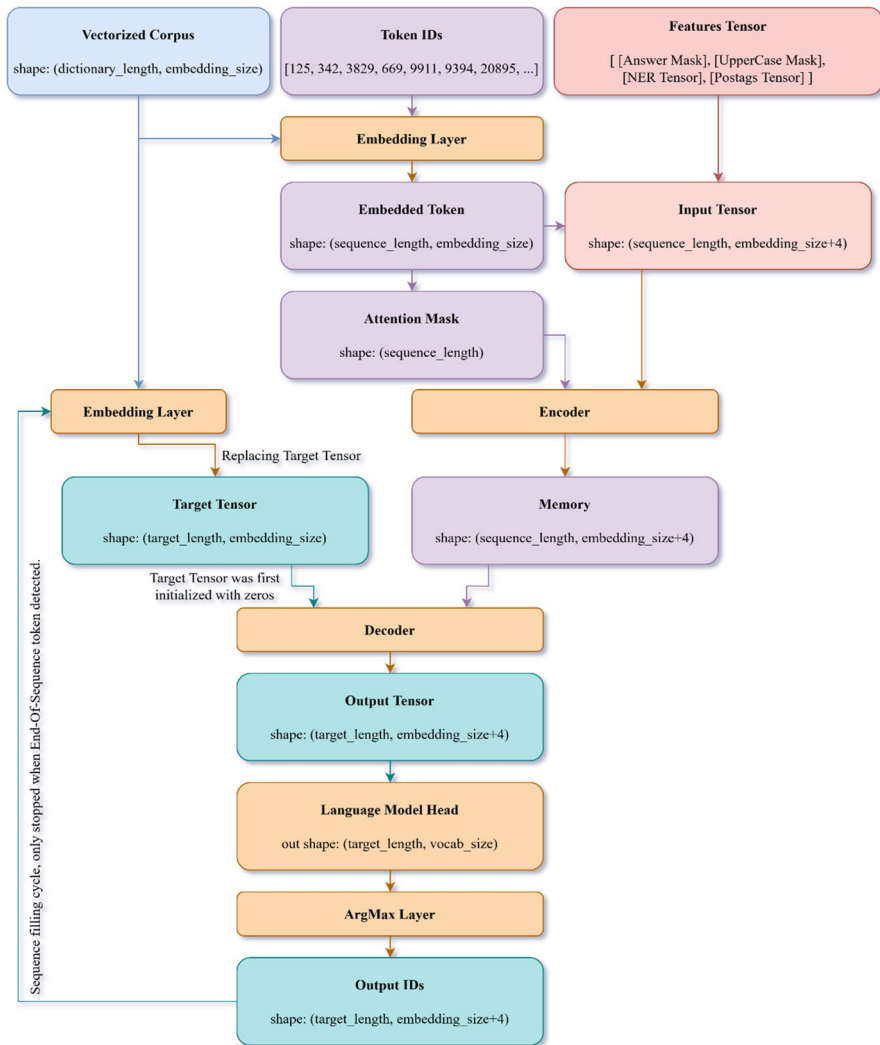 Vectorized Corpus
shape: (dictionary_length, embedding_size)
Token IDs
[125, 342, 3829, 669, 9911, 9394, 20895, ...]
Features Tensor
[ [Answer Mask], [UpperCase Mask],
[NER Tensor], [Postags Tensor] ]
Embedding Layer
Embedded Token
shape: (sequence_length, embedding_size)
Input Tensor
shape: (sequence_length, embedding_size+4)
Attention Mask
shape: (sequence_length)
Embedding Layer
Encoder
Replacing Target Tensor
Target Tensor
shape: (target_length, embedding_size)
Memory
shape: (sequence_length, embedding_size+4)
Target Tensor was first
initialized with zeros
Decoder
Output Tensor
shape: (target_length, embedding_size+4)
Language Model Head
out shape: (target_length, vocab_size)
ArgMax Layer
Output IDs
shape: (target_length, embedding_size+4)
Sequence filling cycle, only stopped when End-Of-Sequence token detected.